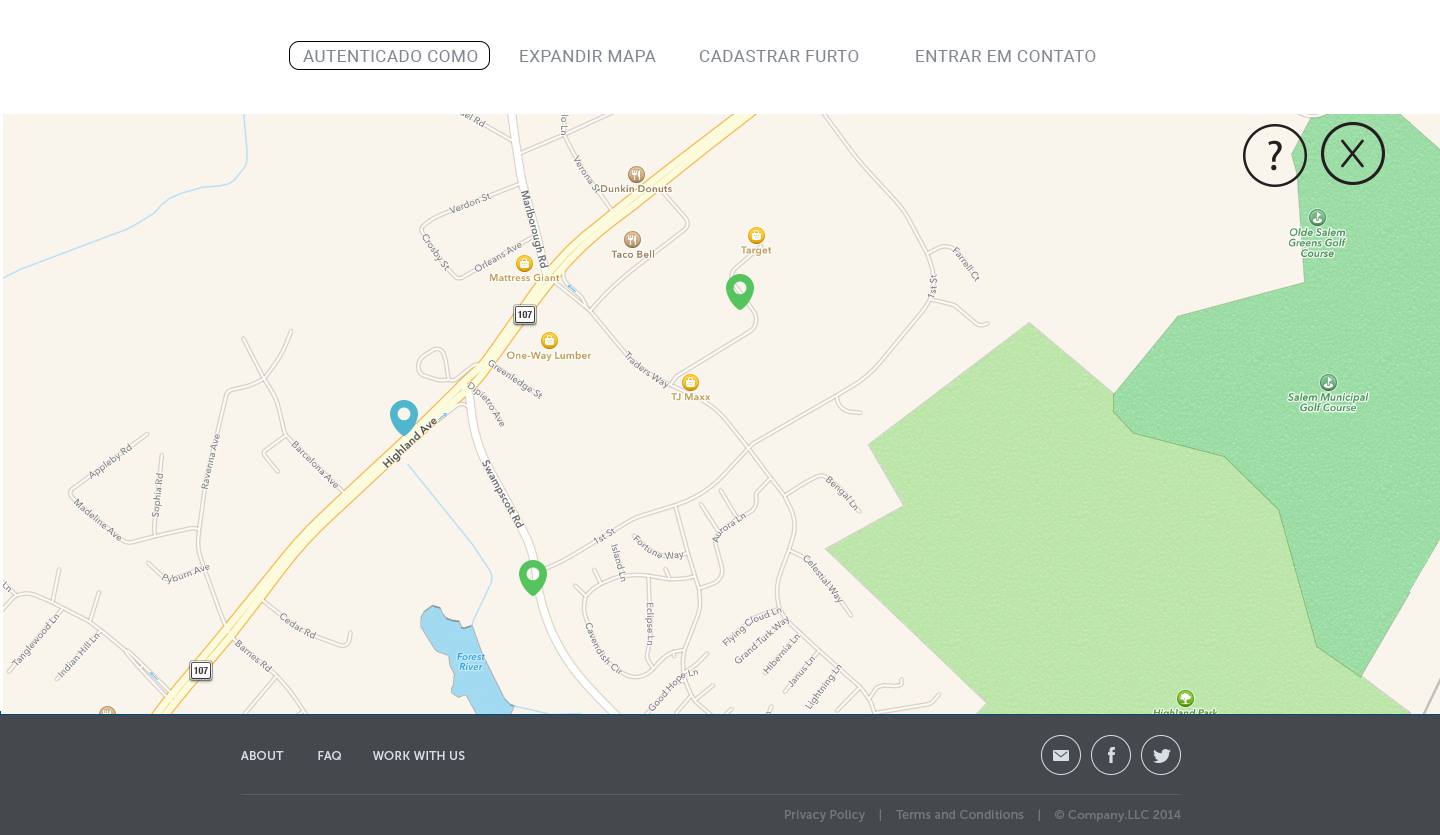 AUTENTICADO COMO
EXPANDIR MAPA
CADASTRAR FURTO
ENTRAR EM CONTATO
?
X
Verona St
Dunkin Donuts
Verdon St
Marlborough Rd
Crosby St
Orleans Ave
Taco Bell
Target
Mattress Giant
Olde Salem
Greens Golf
Course
Farrell Ct
1st St
107
One-Way Lumber
Greenledge St
Traders Way
TJ Maxx
Dipietro Ave
Salem Municipal
Golf Course
Highland Ave
Appleby Rd
Ravenna Ave
Barcelona Ave
Sophia Rd
Madeline Ave
Swampscott Rd
Bengal Ln
Aurora Ln
1st St
Fortune Way
Island Ln
Pyburn Ave
Celestial Way
Ln
Eclipse Ln
Cedar Rd
Flying Cloud Ln
Grand Turk Way
Hibernia Ln
Tanglewood Ln
Indian Hill Ln
Barnes Rd
Cavendish Cir
Forest
River
107
Janus Ln
Lightning Ln
Good Hope Ln
Highland Park
ABOUT
FAQ
WORK WITH US
Privacy Policy | Terms and Conditions | © Company.LLC 2014